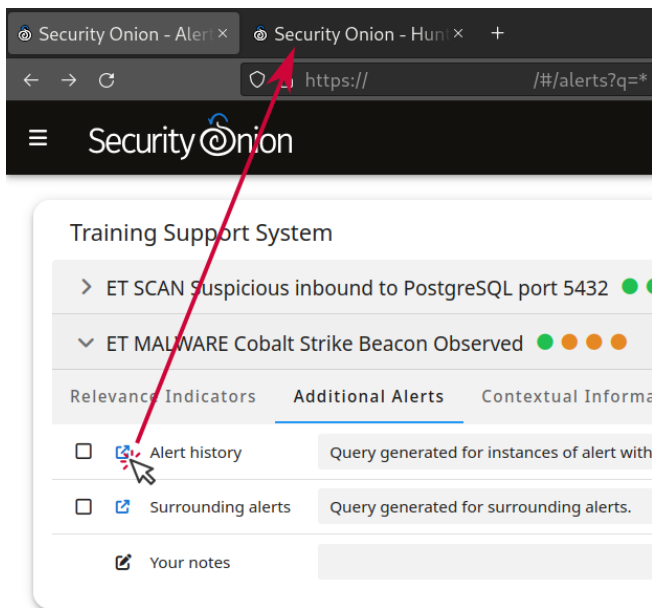 Security Onion - Aler
Security Onion - Hun
https:// /#/alerts?q=*
Security Onion
Training Support System
ET SCAN Suspicious inbound to PostgreSQL port 5432
ET MALWARE Cobalt Strike Beacon Observed
Relevance Indicators Additional Alerts Contextual Informa
Alert history Query generated for instances of alert with
Surrounding alerts Query generated for surrounding alerts.
Your notes